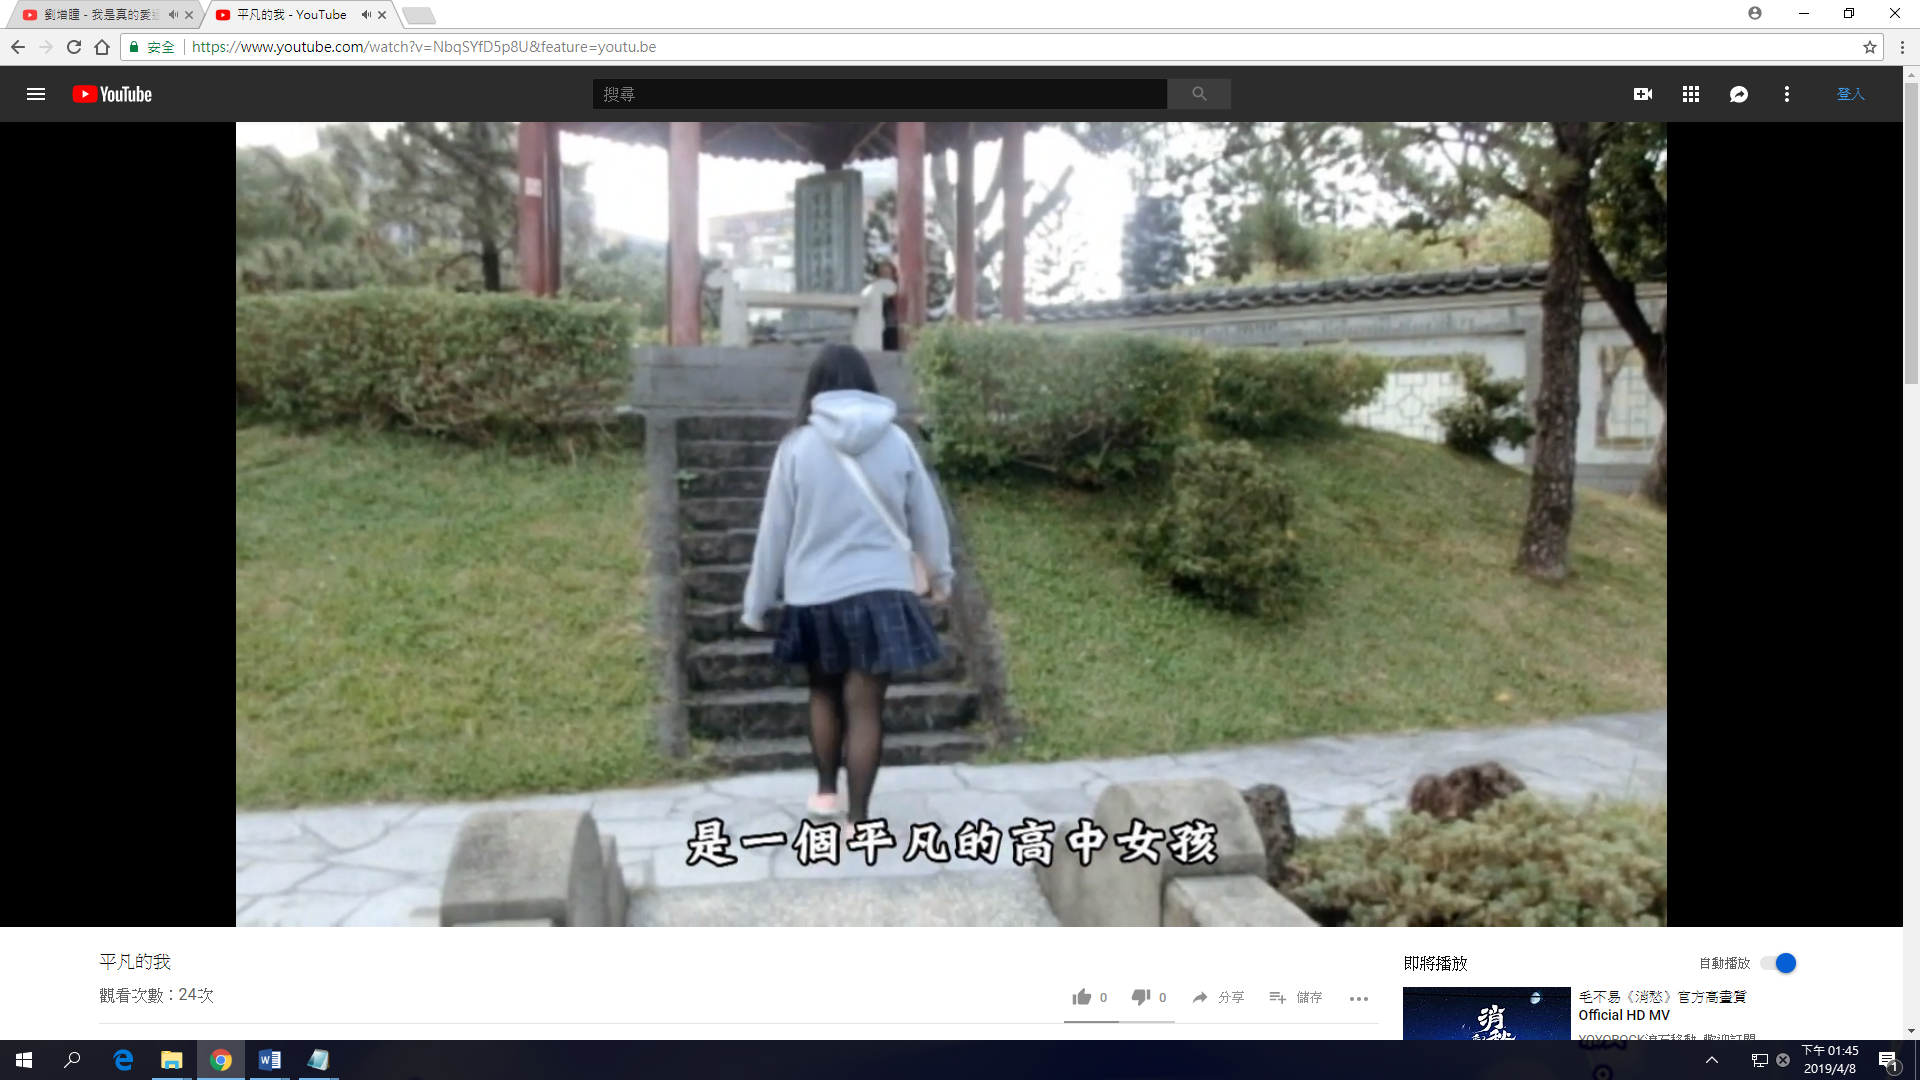 劉增瞳 - 我是真的愛過
平凡的我 - YouTube
安全
https://www.youtube.com/watch?v=NbqSYfD5p8U&feature=youtu.be
YouTube
搜尋
登入
是一個平凡的高中女孩
平凡的我
觀看次數：24次
0
0
分享
儲存
即將播放
自動播放
消愁
毛不易《消愁》官方高畫質
Official HD MV
下午 01:45
2019/4/8
1